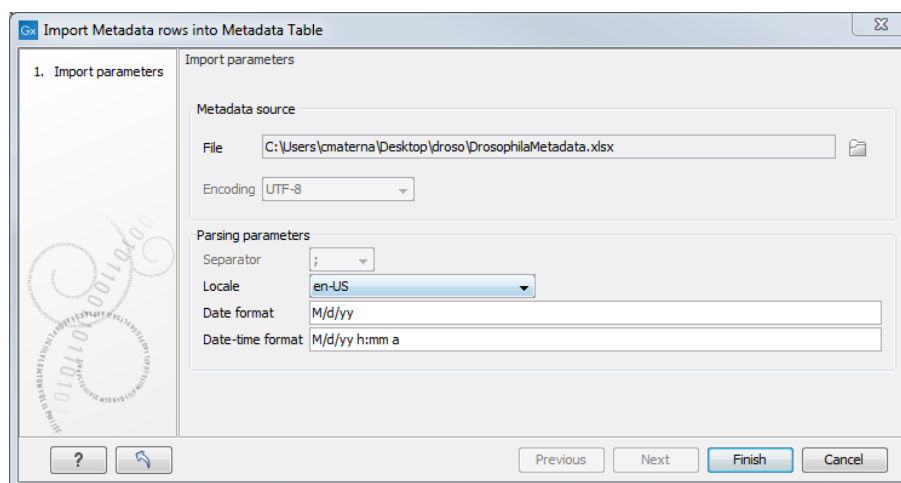 Gx Import Metadata rows into Metadata Table
1. Import parameters
Import parameters
Metadata source
File C:\Users\cmaterna\Desktop\droso\DrosophilaMetadata.xlsx
Encoding UTF-8
Parsing parameters
Separator ;
Locale en-US
Date format M/d/yy
Date-time format M/d/yy h:mm a
? Previous Next Finish Cancel